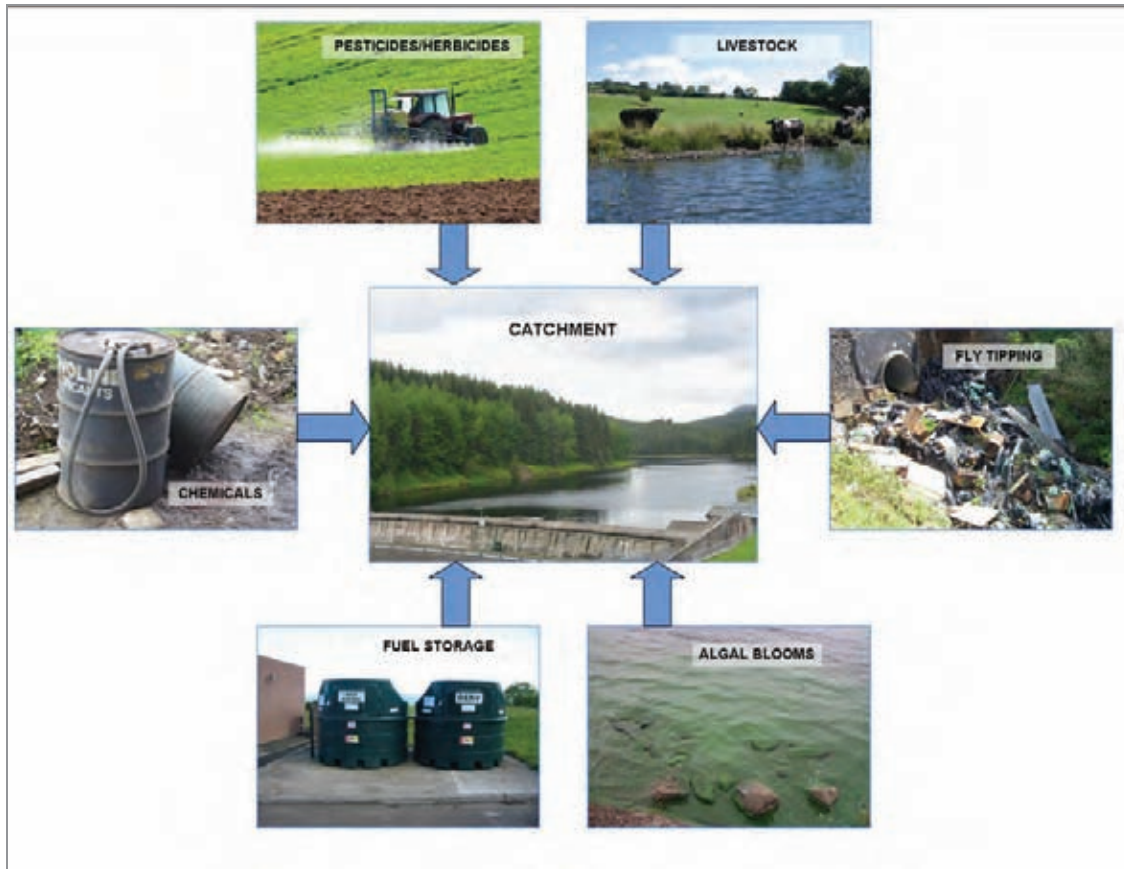 PESTICIDES/HERBICIDES
LIVESTOCK
CATCHMENT
CHEMICALS
FLY TIPPING
FUEL STORAGE
ALGAL BLOOMS